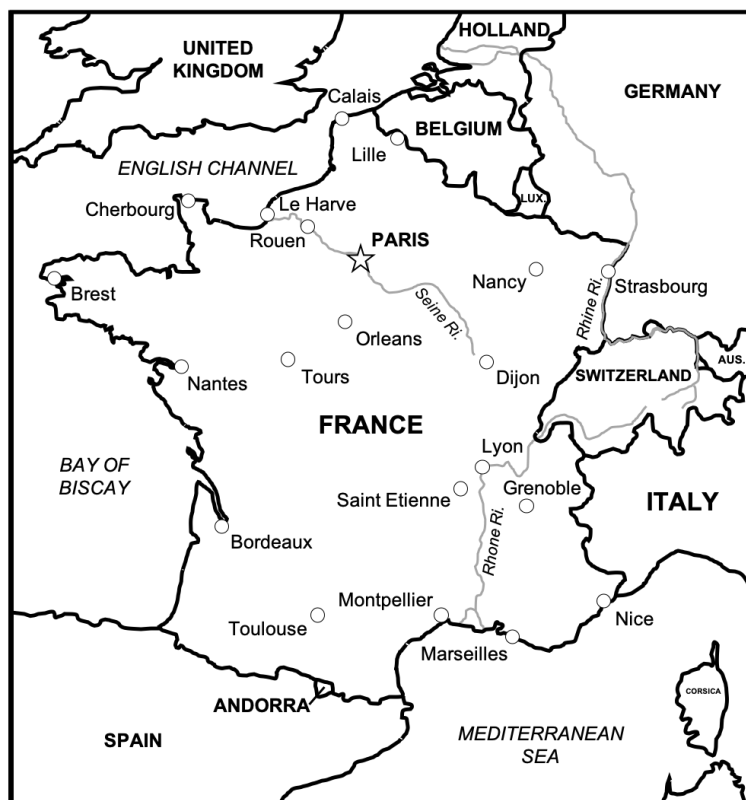 HOLLAND
UNITED
KINGDOM
GERMANY
Calais
BELGIUM
Lille
ENGLISH CHANNEL
LUX.
Cherbourg
Le Harve
Rouen
PARIS
Nancy
Strasbourg
Brest
Seine Ri.
Rhine Ri.
Orleans
AUS.
Nantes
Tours
Dijon
SWITZERLAND
FRANCE
Lyon
BAY OF
BISCAY
Saint Etienne
Grenoble
ITALY
Rhone Ri.
Bordeaux
Montpellier
Toulouse
Nice
Marseilles
CORSICA
ANDORRA
SPAIN
MEDITERRANEAN
SEA